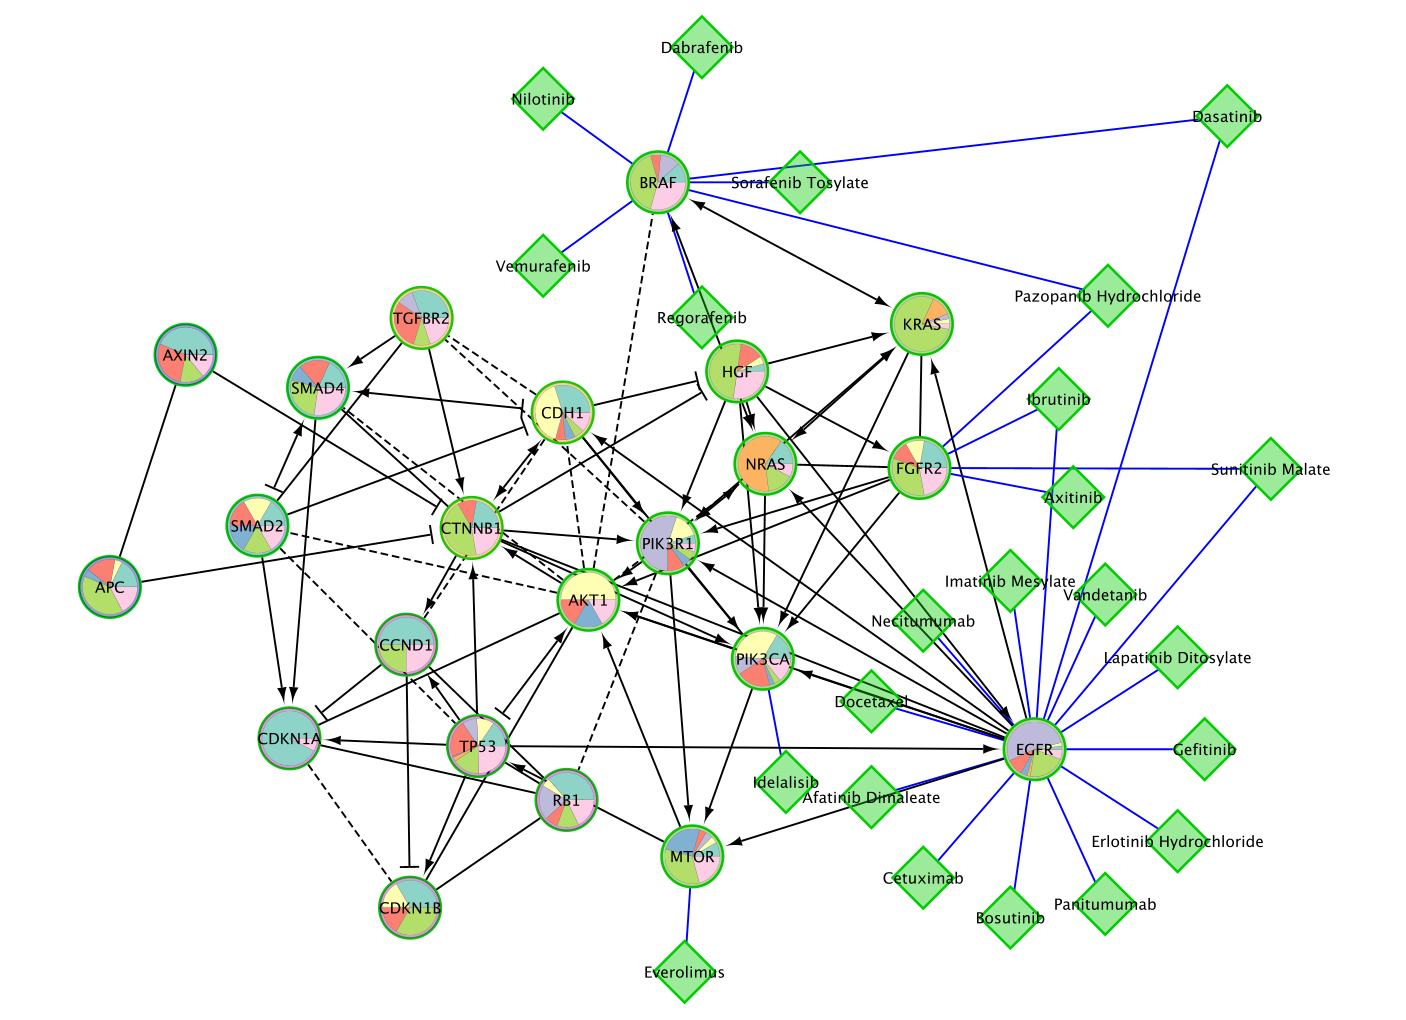 Dabrafenib
Nilotinib
Dasatinib
BRAF
Sorafenib Tosylate
Vemurafenib
Pazopanib Hydrochloride
TGFBR2
Regorafenib
KRAS
AXIN2
HGF
SMAD4
Ibrutinib
CDH1
NRAS
FGFR2
Sunitinib Malate
Axitinib
SMAD2
CTNNB1
PIK3R1
Imatinib Mesylate
APC
Vandetanib
AKT1
Necitumumab
CCND1
PIK3CA
Lapatinib Ditosylate
Docetaxel
CDKN1A
TP53
EGFR
Gefitinib
Idelalisib
Afatinib Dimaleate
RB1
Erlotinib Hydrochloride
MTOR
Cetuximab
Panitumumab
CDKN1B
Bosutinib
Everolimus